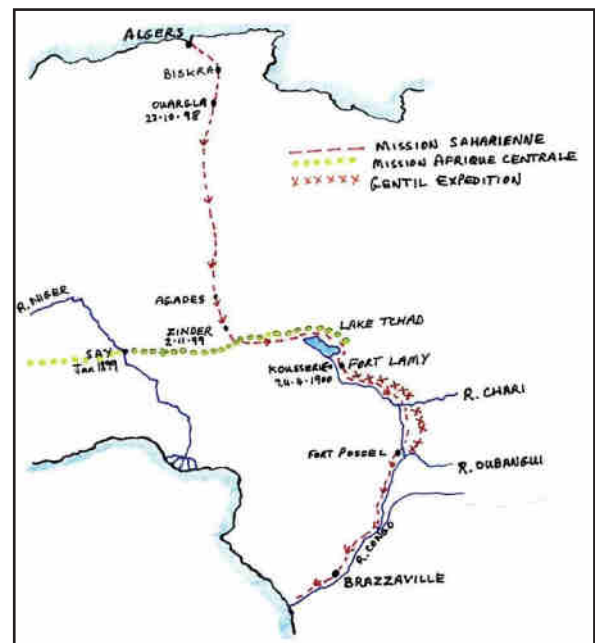 ALGERS
BISKRA
OUARGLA
23-10-98
MISSION SAHARIENNE
MISSION AFRIQUE CENTRALE
GENTIL EXPEDITION
AGADES
R. NIGER
ZINDER
2-11-99
LAKE TCHAD
SAY
Jan 1899
KOUSSERIE
24-4-1900
FORT LAMY
R. CHARI
FORT POSSEL
R. OUBANGUI
R. CONGO
BRAZZAVILLE